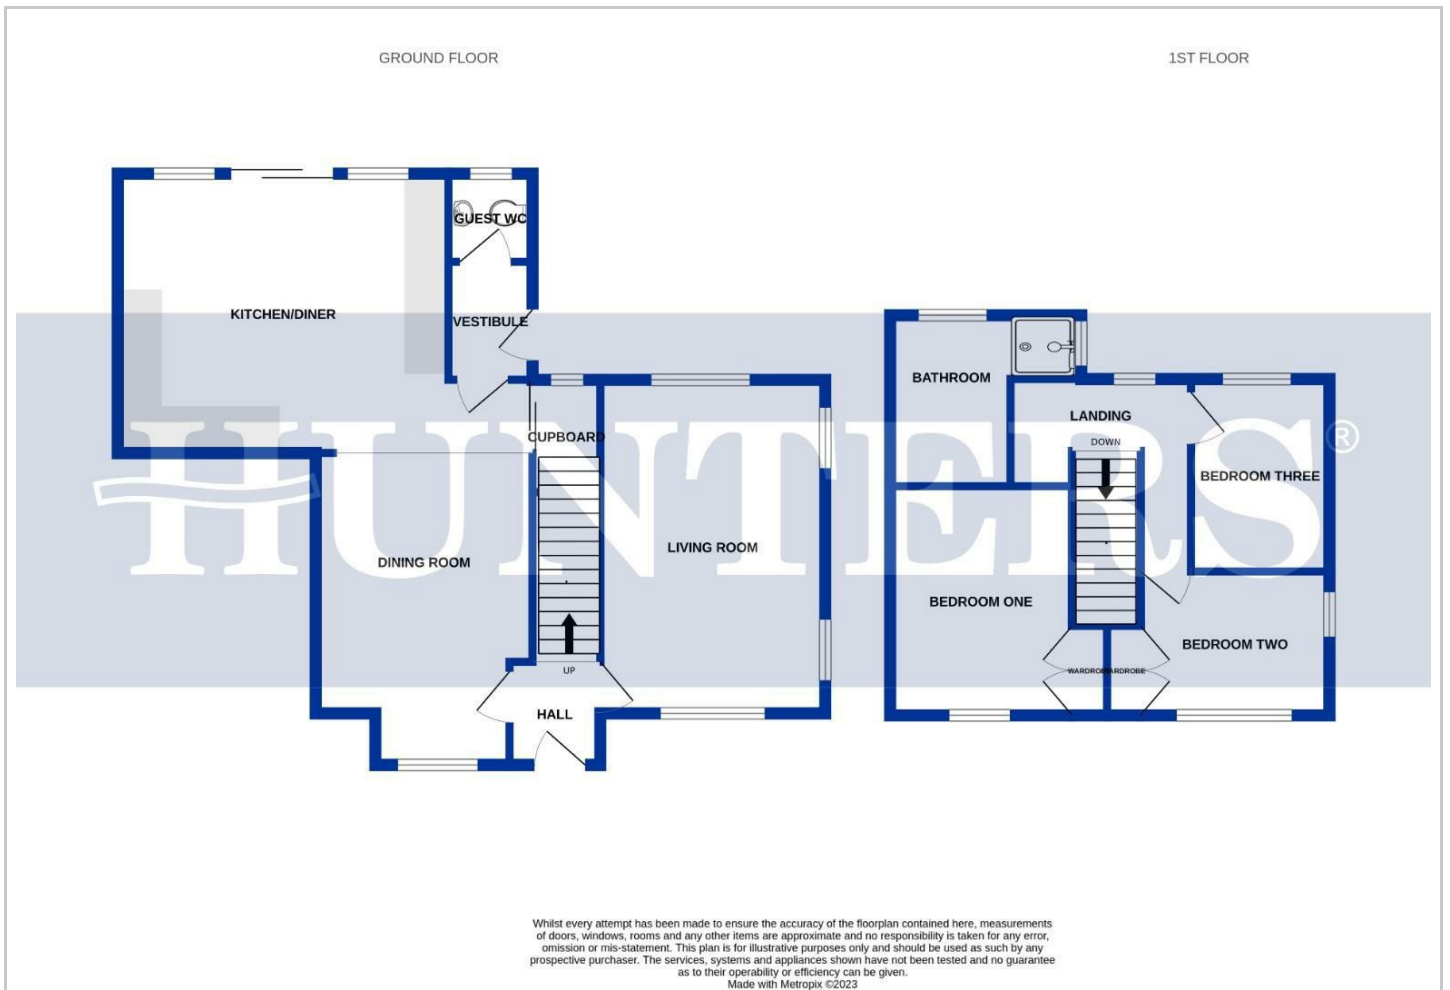 GROUND FLOOR
1ST FLOOR
GUEST WC
KITCHEN/DINER
VESTIBULE
BATHROOM
LANDING
CUPBOARD
DOWN
HUNTERS®
BEDROOM THREE
LIVING ROOM
DINING ROOM
BEDROOM ONE
BEDROOM TWO
UP
WARDROBE
WARDROBE
HALL
Whilst every attempt has been made to ensure the accuracy of the floorplan contained here, measurements
of doors, windows, rooms and any other items are approximate and no responsibility is taken for any error,
omission or mis-statement. This plan is for illustrative purposes only and should be used as such by any
prospective purchaser. The services, systems and appliances shown have not been tested and no guarantee
as to their operability or efficiency can be given.
Made with Metropix ©2023